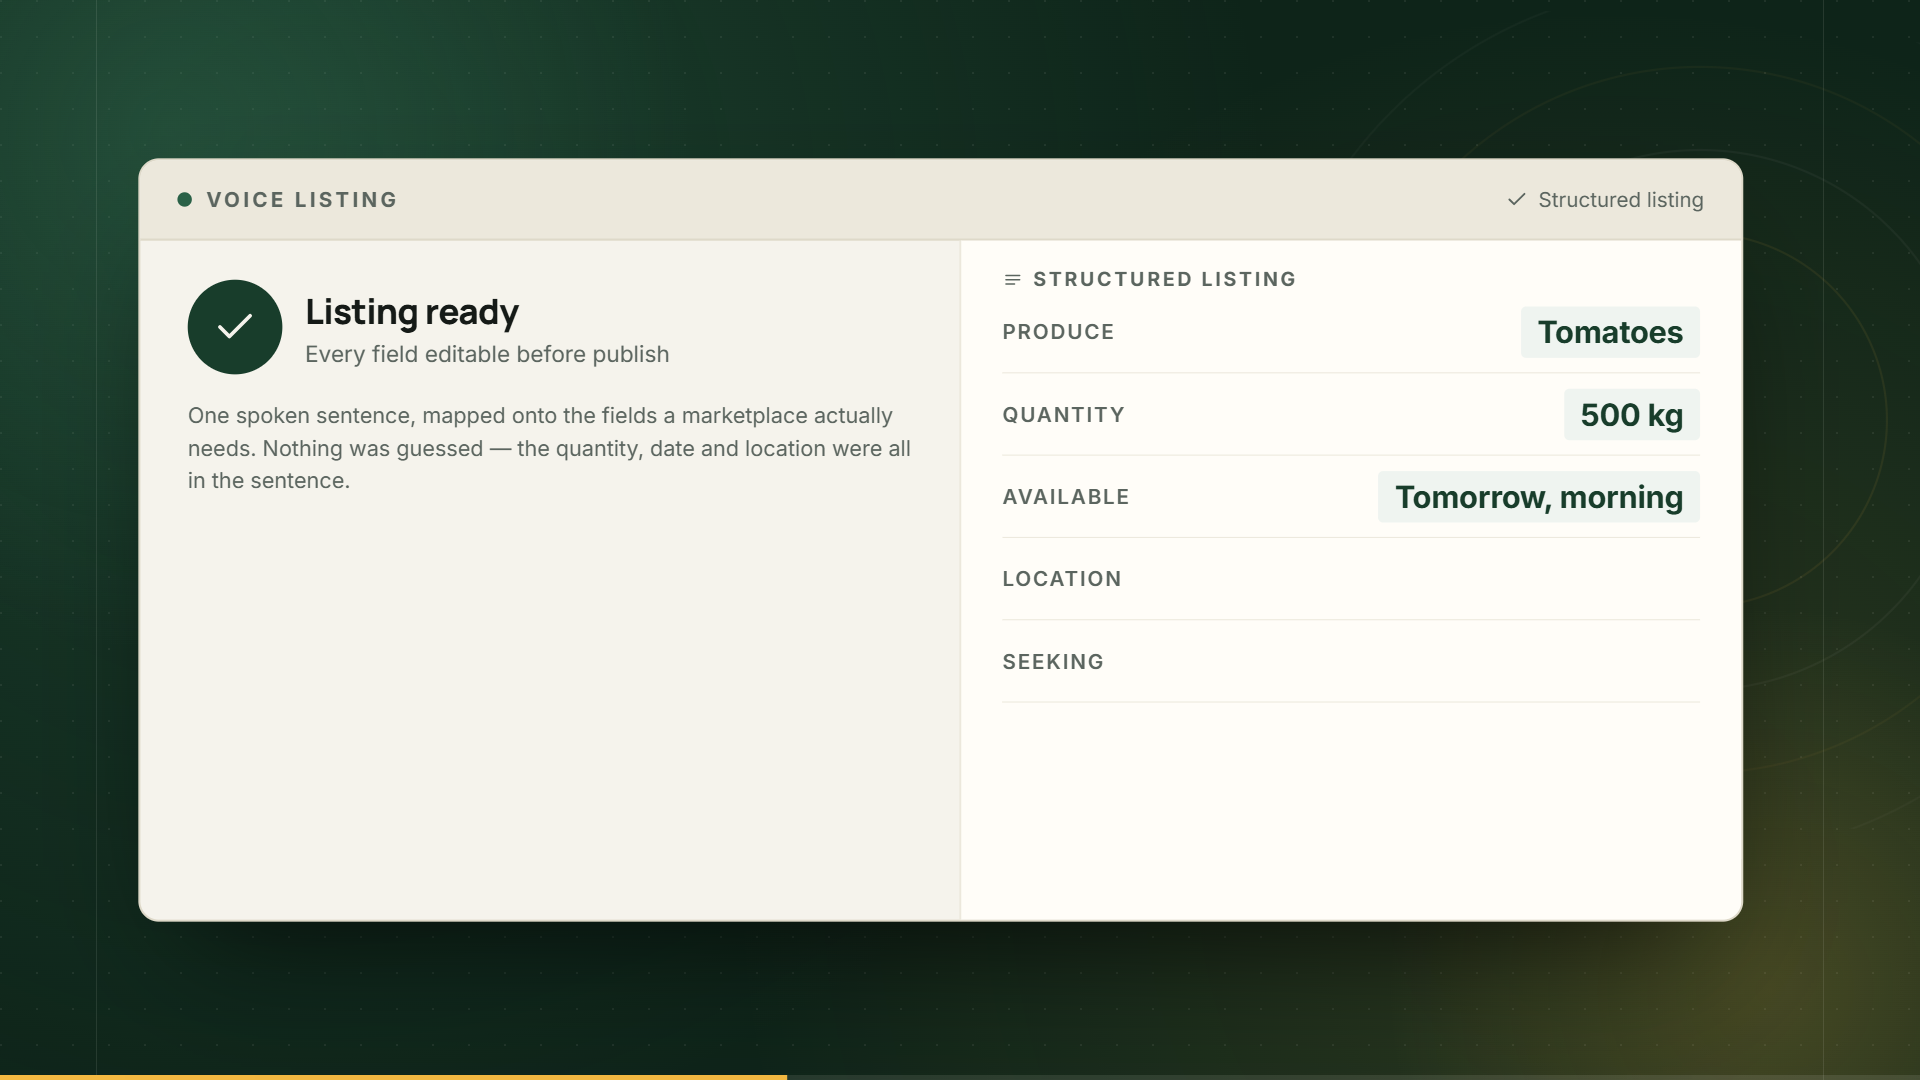 VOICE LISTING
Structured listing
Listing ready
Every field editable before publish
One spoken sentence, mapped onto the fields a marketplace actually
needs. Nothing was guessed — the quantity, date and location were all
in the sentence.
STRUCTURED LISTING
PRODUCE Tomatoes
QUANTITY 500 kg
AVAILABLE Tomorrow, morning
LOCATION
SEEKING